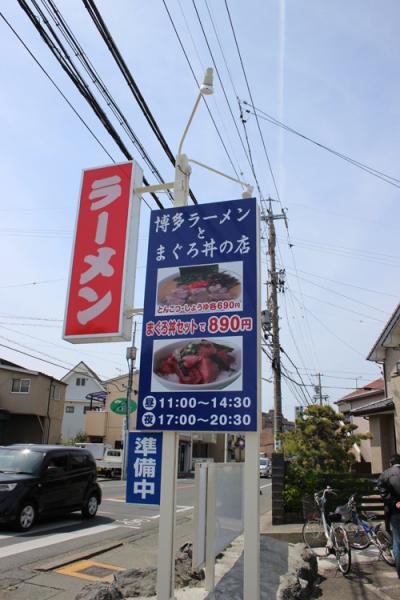 ラーメン
博多ラーメン
と
まぐろ丼の店
とんこつ・しょうゆ各690円
まぐろ丼セットで890円
昼 11:00～14:30
夜 17:00～20:30
準備中